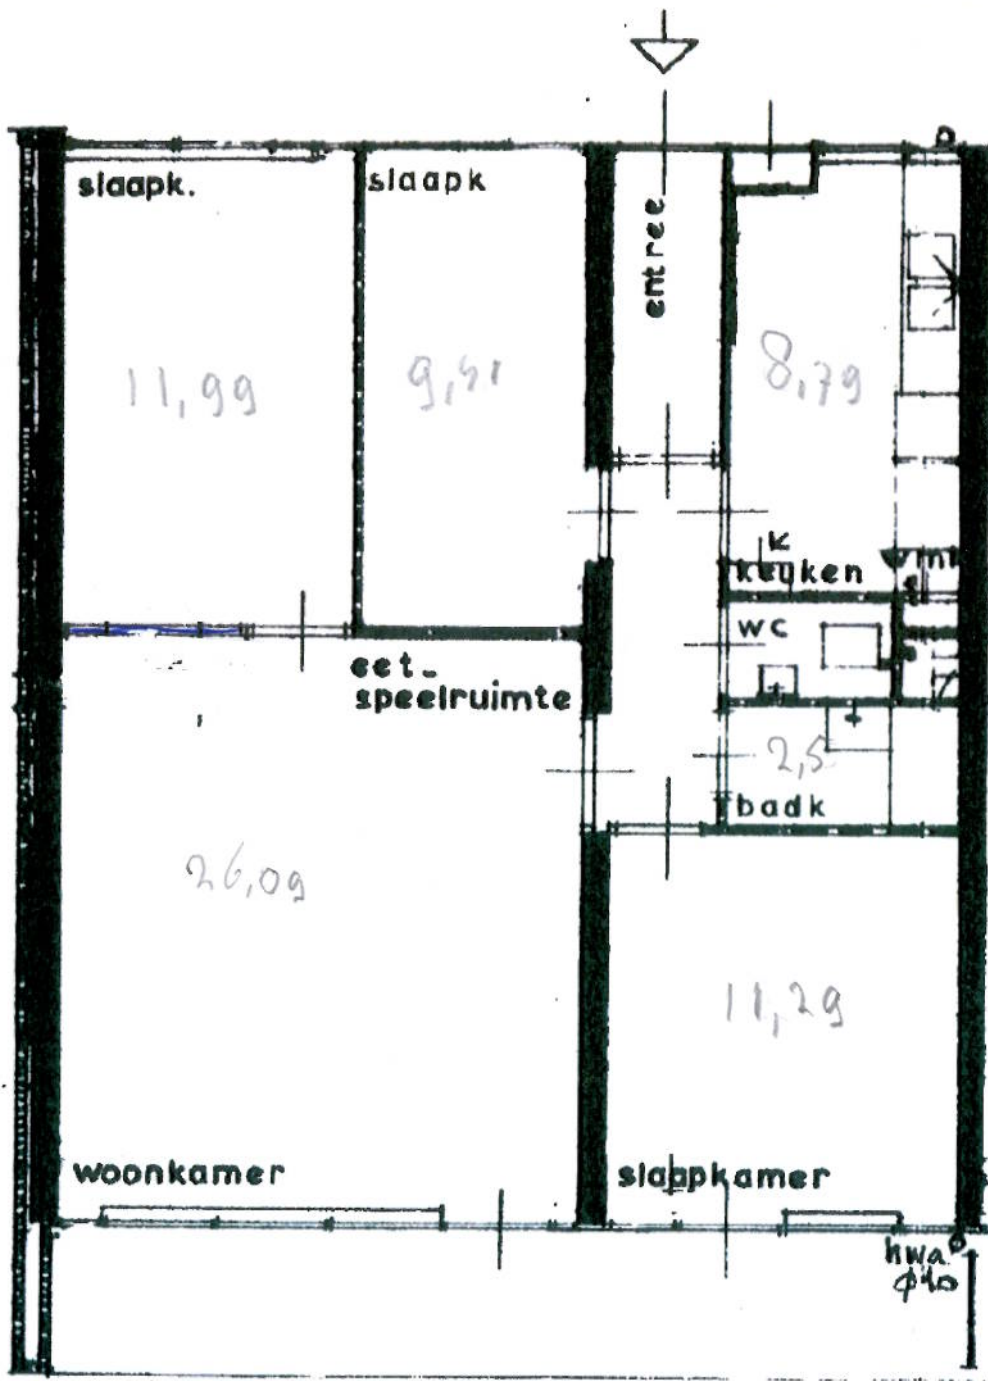 slaapk.
slaapk
entree
11,99
8,79
K
keuken
wc
eet-
speelruimte
2,5
badk
26,09
11,29
woonkamer
slaapkamer
hwa